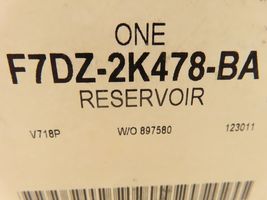 ONE
F7DZ-2K478-BA
RESERVOIR
V718P W/O 897580 123011